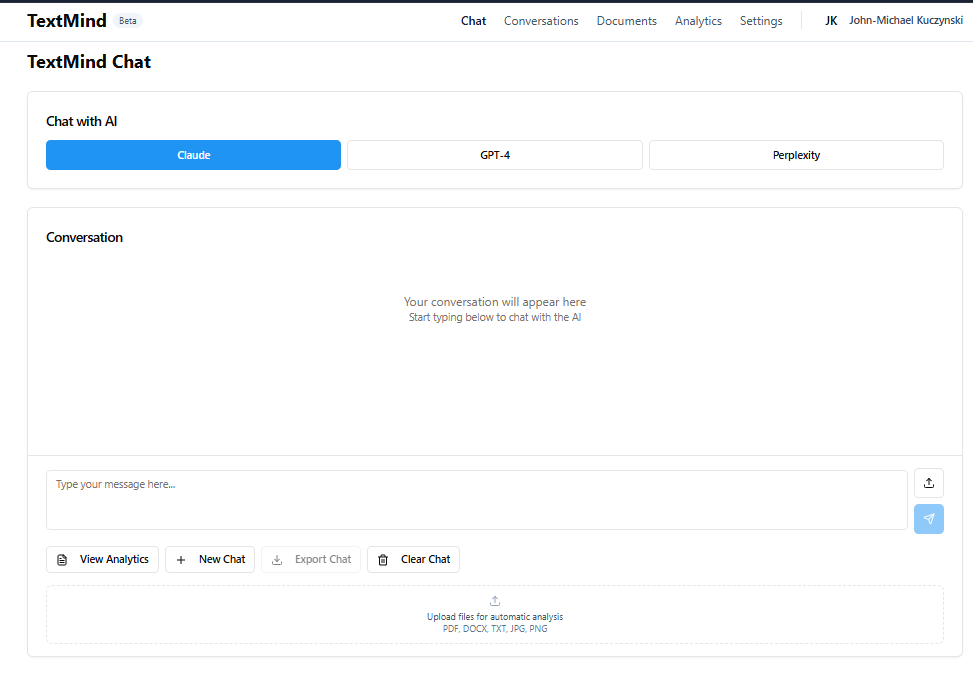 TextMind Beta Chat Conversations Documents Analytics Settings JK John-Michael Kuczynski
TextMind Chat
Chat with AI
Claude GPT-4 Perplexity
Conversation
Your conversation will appear here
Start typing below to chat with the AI
Type your message here...
View Analytics New Chat Export Chat Clear Chat
Upload files for automatic analysis
PDF, DOCX, TXT, JPG, PNG